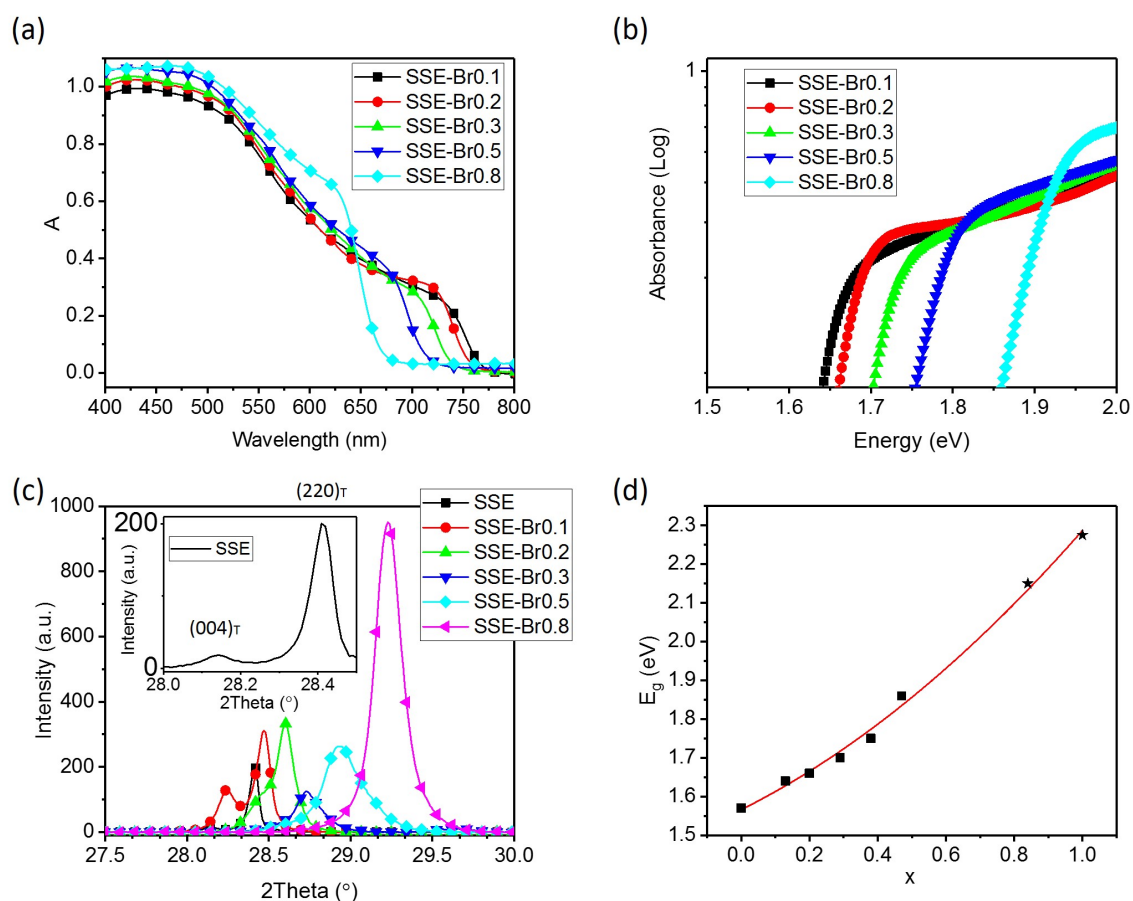 (a)
A
1.0
0.8
0.6
0.4
0.2
0.0
400 450 500 550 600 650 700 750 800
Wavelength (nm)
SSE-Br0.1
SSE-Br0.2
SSE-Br0.3
SSE-Br0.5
SSE-Br0.8
(b)
Absorbance (Log)
1
1.5 1.6 1.7 1.8 1.9 2.0
Energy (eV)
SSE-Br0.1
SSE-Br0.2
SSE-Br0.3
SSE-Br0.5
SSE-Br0.8
(c)
Intensity (a.u.)
1000
800
600
400
200
0
27.5 28.0 28.5 29.0 29.5 30.0
2Theta (°)
SSE
SSE-Br0.1
SSE-Br0.2
SSE-Br0.3
SSE-Br0.5
SSE-Br0.8
(220)T
Intensity (a.u.)
200
0
SSE
(004)T
28.0 28.2 28.4
2Theta (°)
(d)
Eg (eV)
2.3
2.2
2.1
2.1
1.9
1.8
1.7
1.6
1.5
0.0 0.2 0.4 0.6 0.8 1.0
x